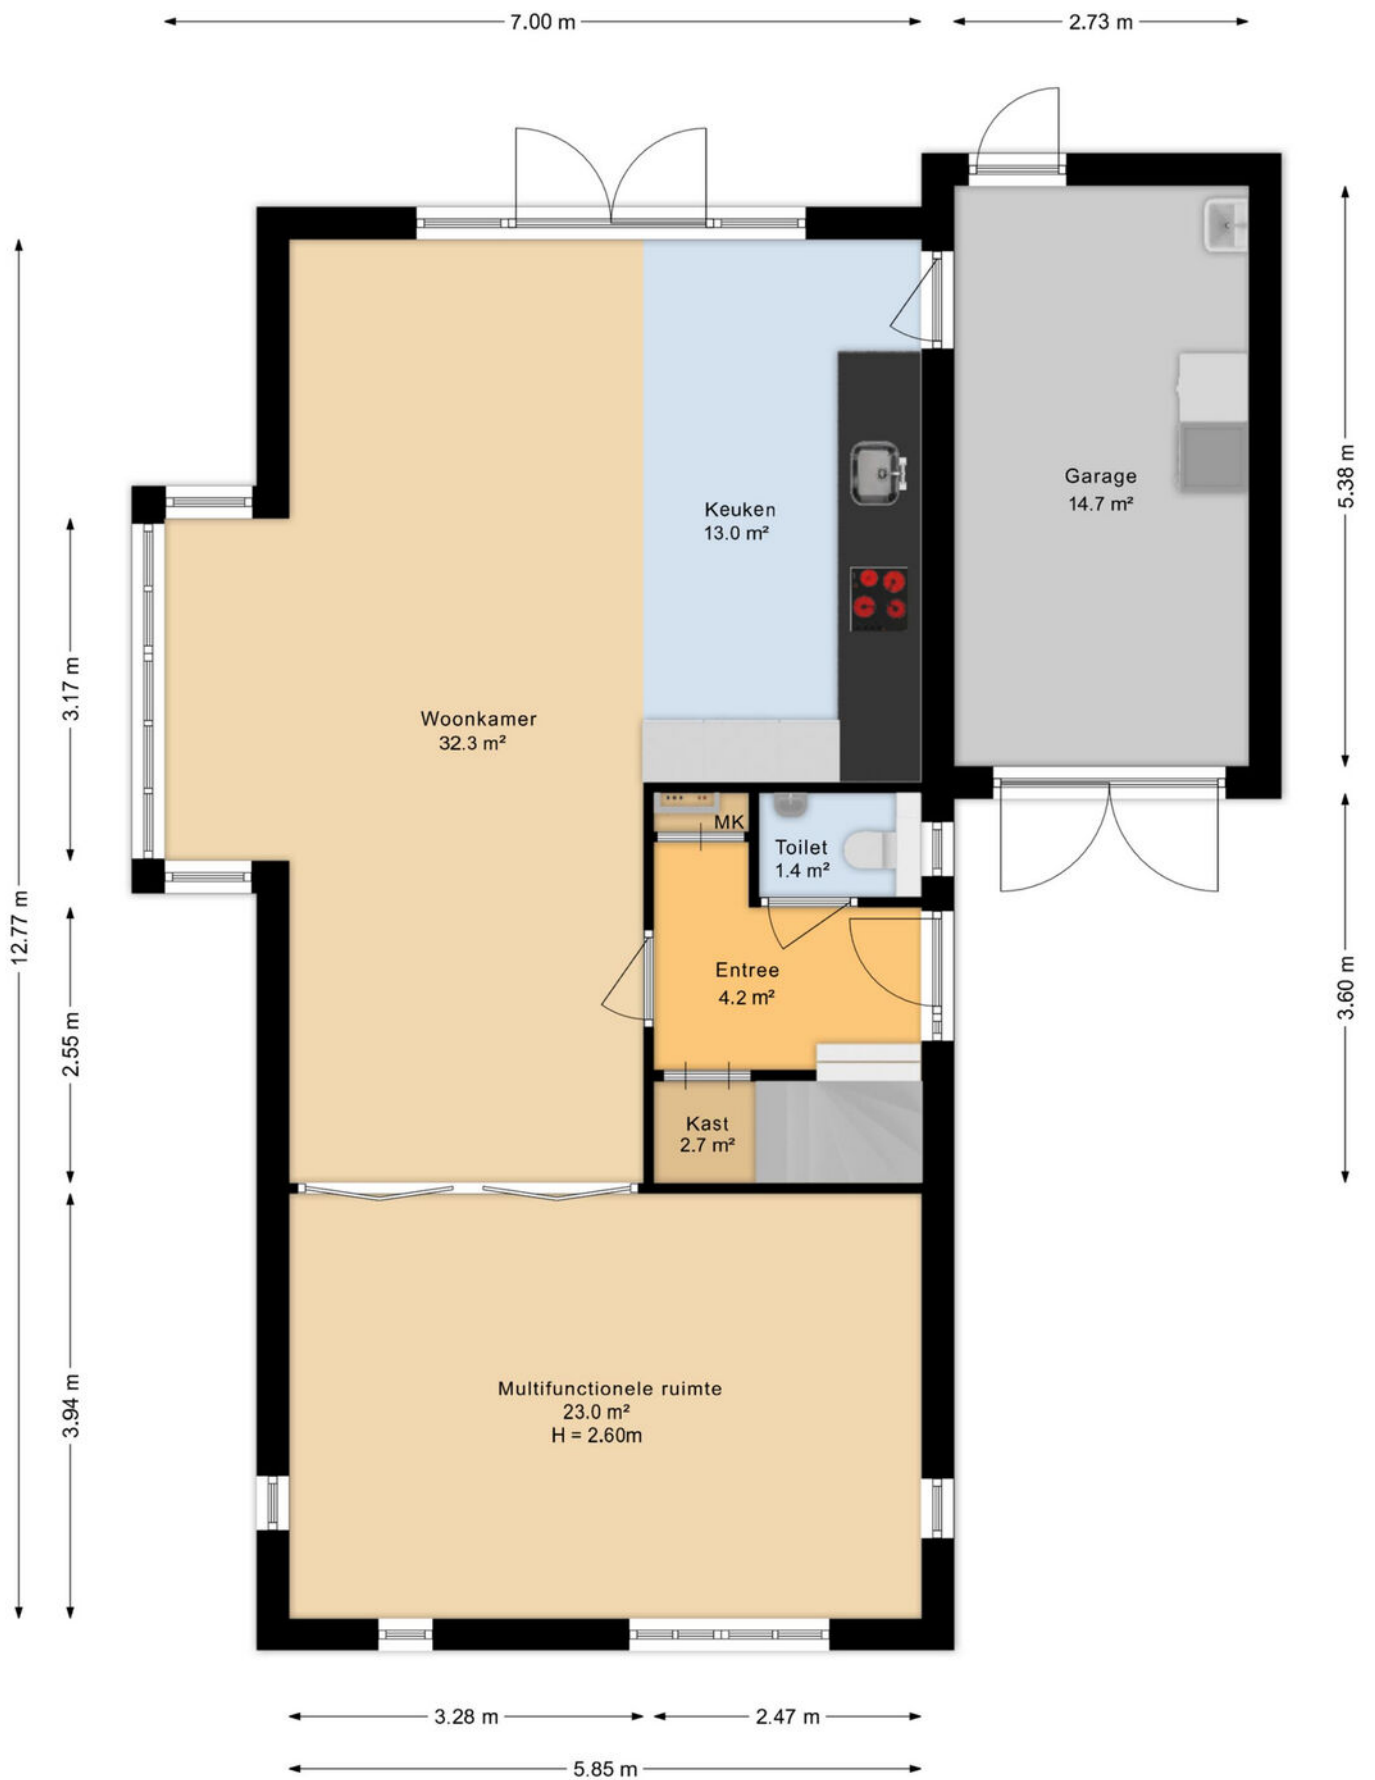 7.00 m
2.73 m
Garage
14.7 m²
5.38 m
Keuken
13.0 m²
Woonkamer
32.3 m²
3.17 m
MK
Toilet
1.4 m²
12.77 m
Entree
4.2 m²
3.60 m
2.55 m
Kast
2.7 m²
Multifunctionele ruimte
23.0 m²
H = 2.60m
3.94 m
3.28 m
2.47 m
5.85 m